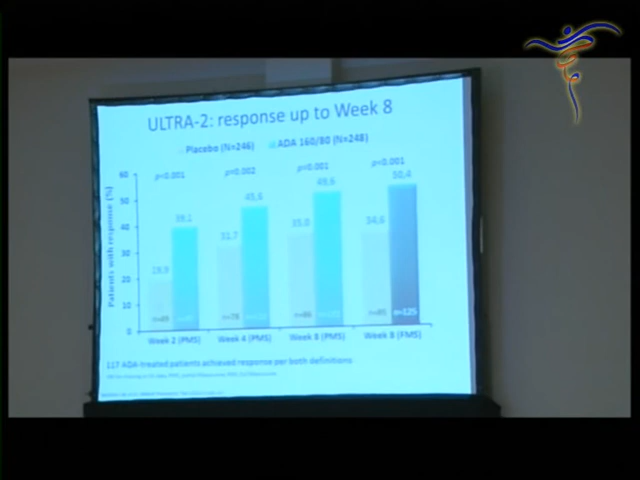 ULTRA-2: response up to Week 8
Placebo (N=246) ADA 160/80 (N=248)
Patients with response (%)
60
50
40
30
20
10
0
p<0.001 p=0.002 p=0.001 p=0.001
39,1 31,7 45,6 35,0 49,6 34,6 50,4
n=125
Week 2 (PMS) Week 4 (PMS) Week 8 (PMS) Week 8 (FMS)
117 ADA-treated patients achieved response per both definitions